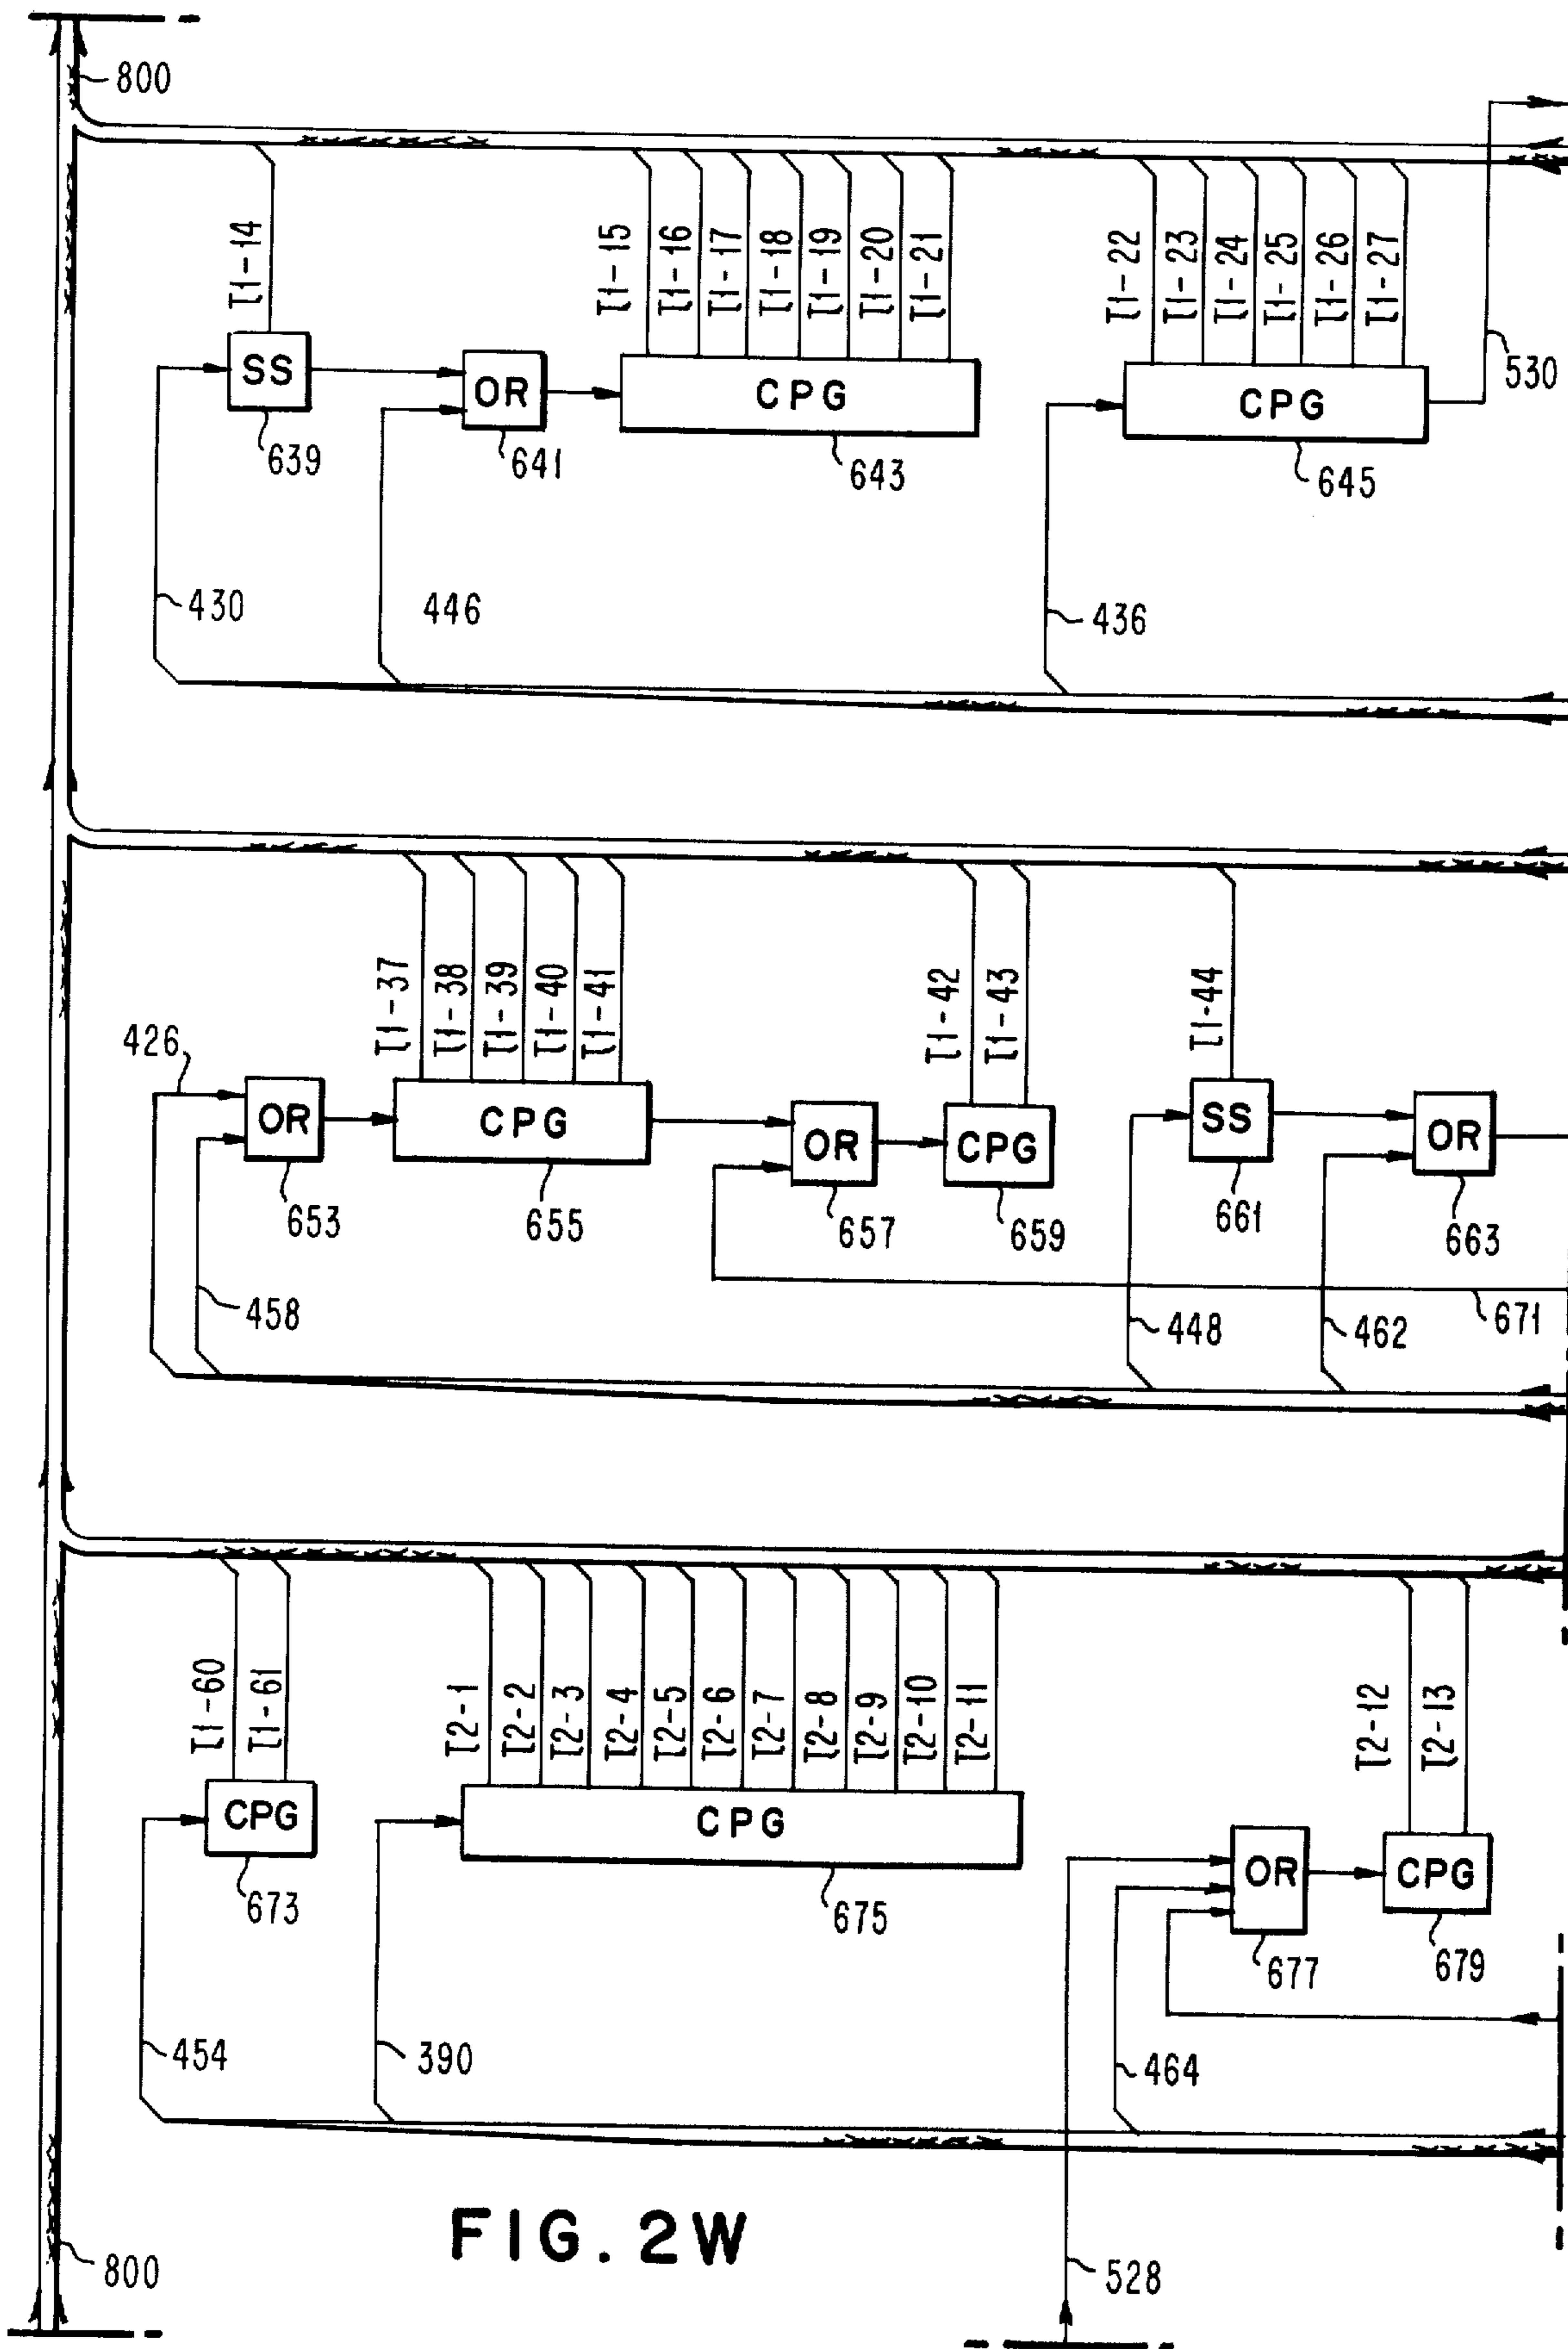 800
T1-14
T1-15
T1-16
T1-17
T1-18
T1-19
T1-20
T1-21
T1-22
T1-23
T1-24
T1-25
T1-26
T1-27
530
SS
639
OR
641
CPG
643
CPG
645
430
446
436
T1-37
T1-38
T1-39
T1-40
T1-41
T1-42
T1-43
T1-44
426
OR
653
CPG
655
OR
657
CPG
659
SS
661
OR
663
458
448
462
671
T1-60
T1-61
T2-1
T2-2
T2-3
T2-4
T2-5
T2-6
T2-7
T2-8
T2-9
T2-10
T2-11
T2-12
T2-13
CPG
673
CPG
675
OR
677
CPG
679
454
390
464
FIG. 2W
528
800